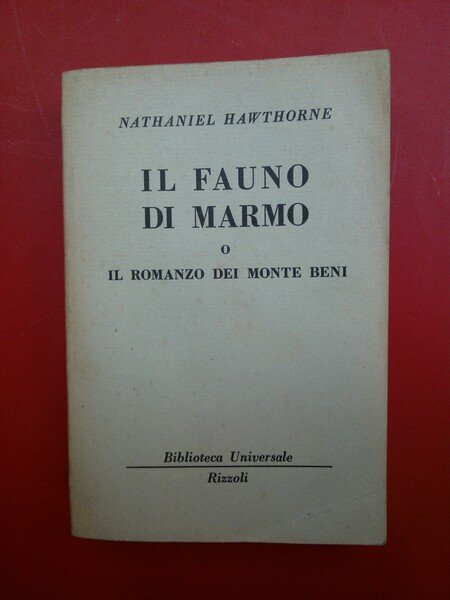 NATHANIEL HAWTHORNE
IL FAUNO
DI MARMO
O
IL ROMANZO DEI MONTE BENI
Biblioteca Universale
Rizzoli